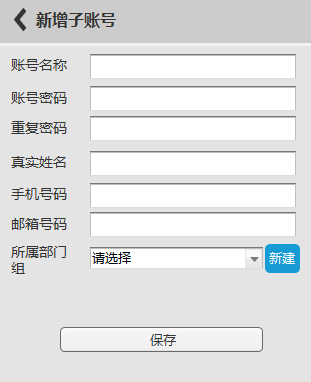 新增子账号
账号名称
账号密码
重复密码
真实姓名
手机号码
邮箱号码
所属部门
组
请选择
新建
保存